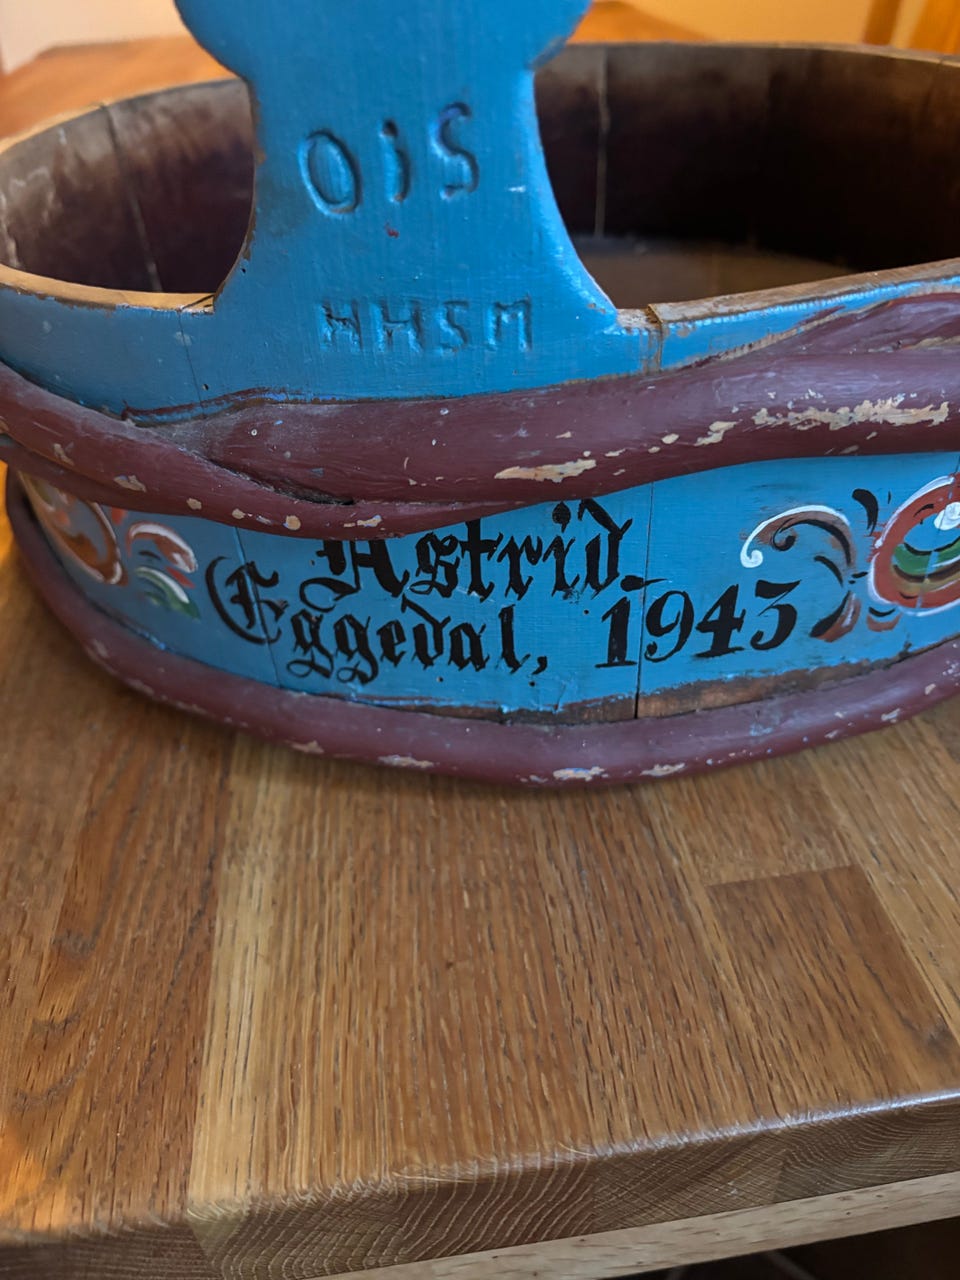 OiS
HHSM
Astrid
Eggedal, 1943